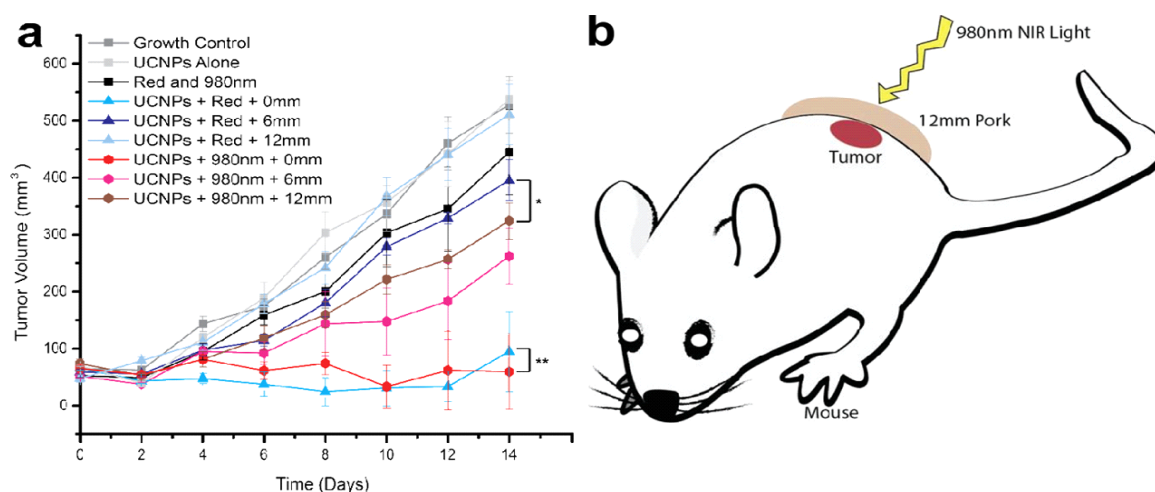 a
Growth Control
UCNPs Alone
Red and 980nm
UCNPs + Red + 0mm
UCNPs + Red + 6mm
UCNPs + Red + 12mm
UCNPs + 980nm + 0mm
UCNPs + 980nm + 6mm
UCNPs + 980nm + 12mm
Tumor Volume (mm³)
600
500
400
300
200
100
0
*
**
0 2 4 6 8 10 12 14
Time (Days)
b
980nm NIR Light
12mm Pork
Tumor
Mouse